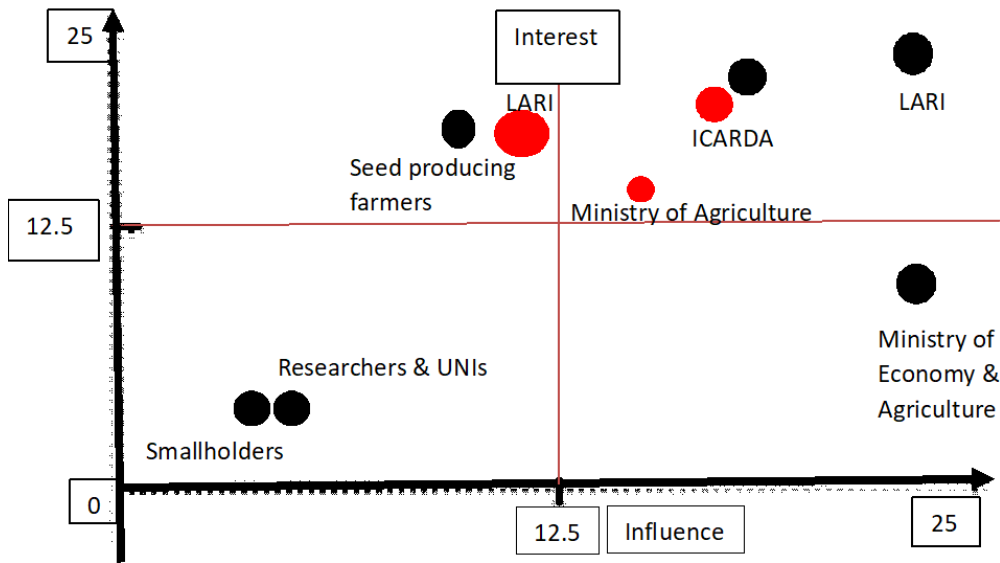 25
Interest
LARI
LARI
ICARDA
Seed producing
farmers
Ministry of Agriculture
12.5
Ministry of
Economy &
Agriculture
Researchers & UNIs
Smallholders
0
12.5
Influence
25